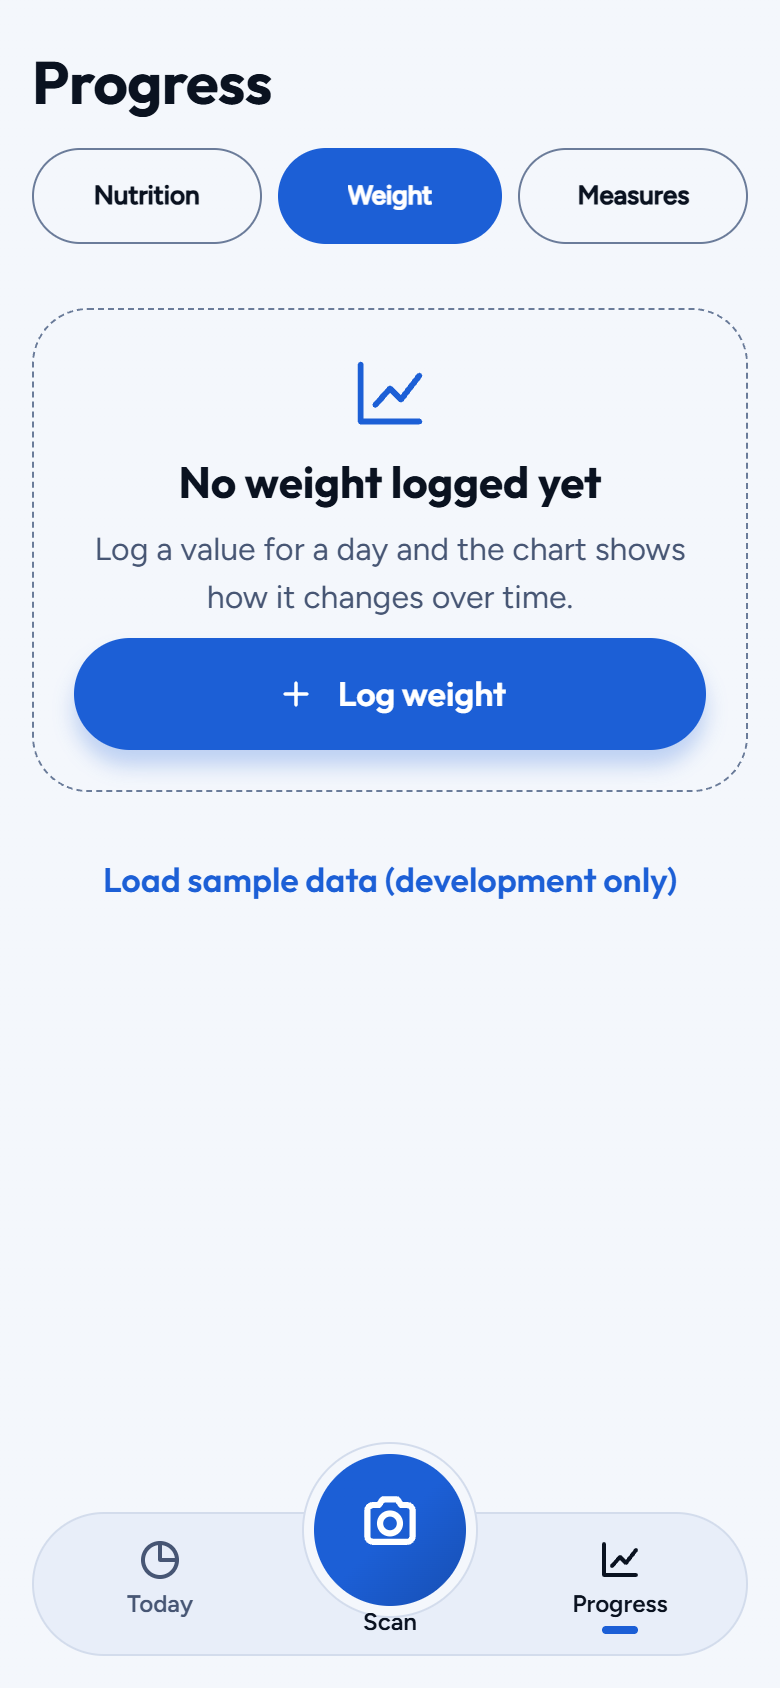 Progress
Nutrition
Weight
Measures
No weight logged yet
Log a value for a day and the chart shows
how it changes over time.
+ Log weight
Load sample data (development only)
Today
Scan
Progress